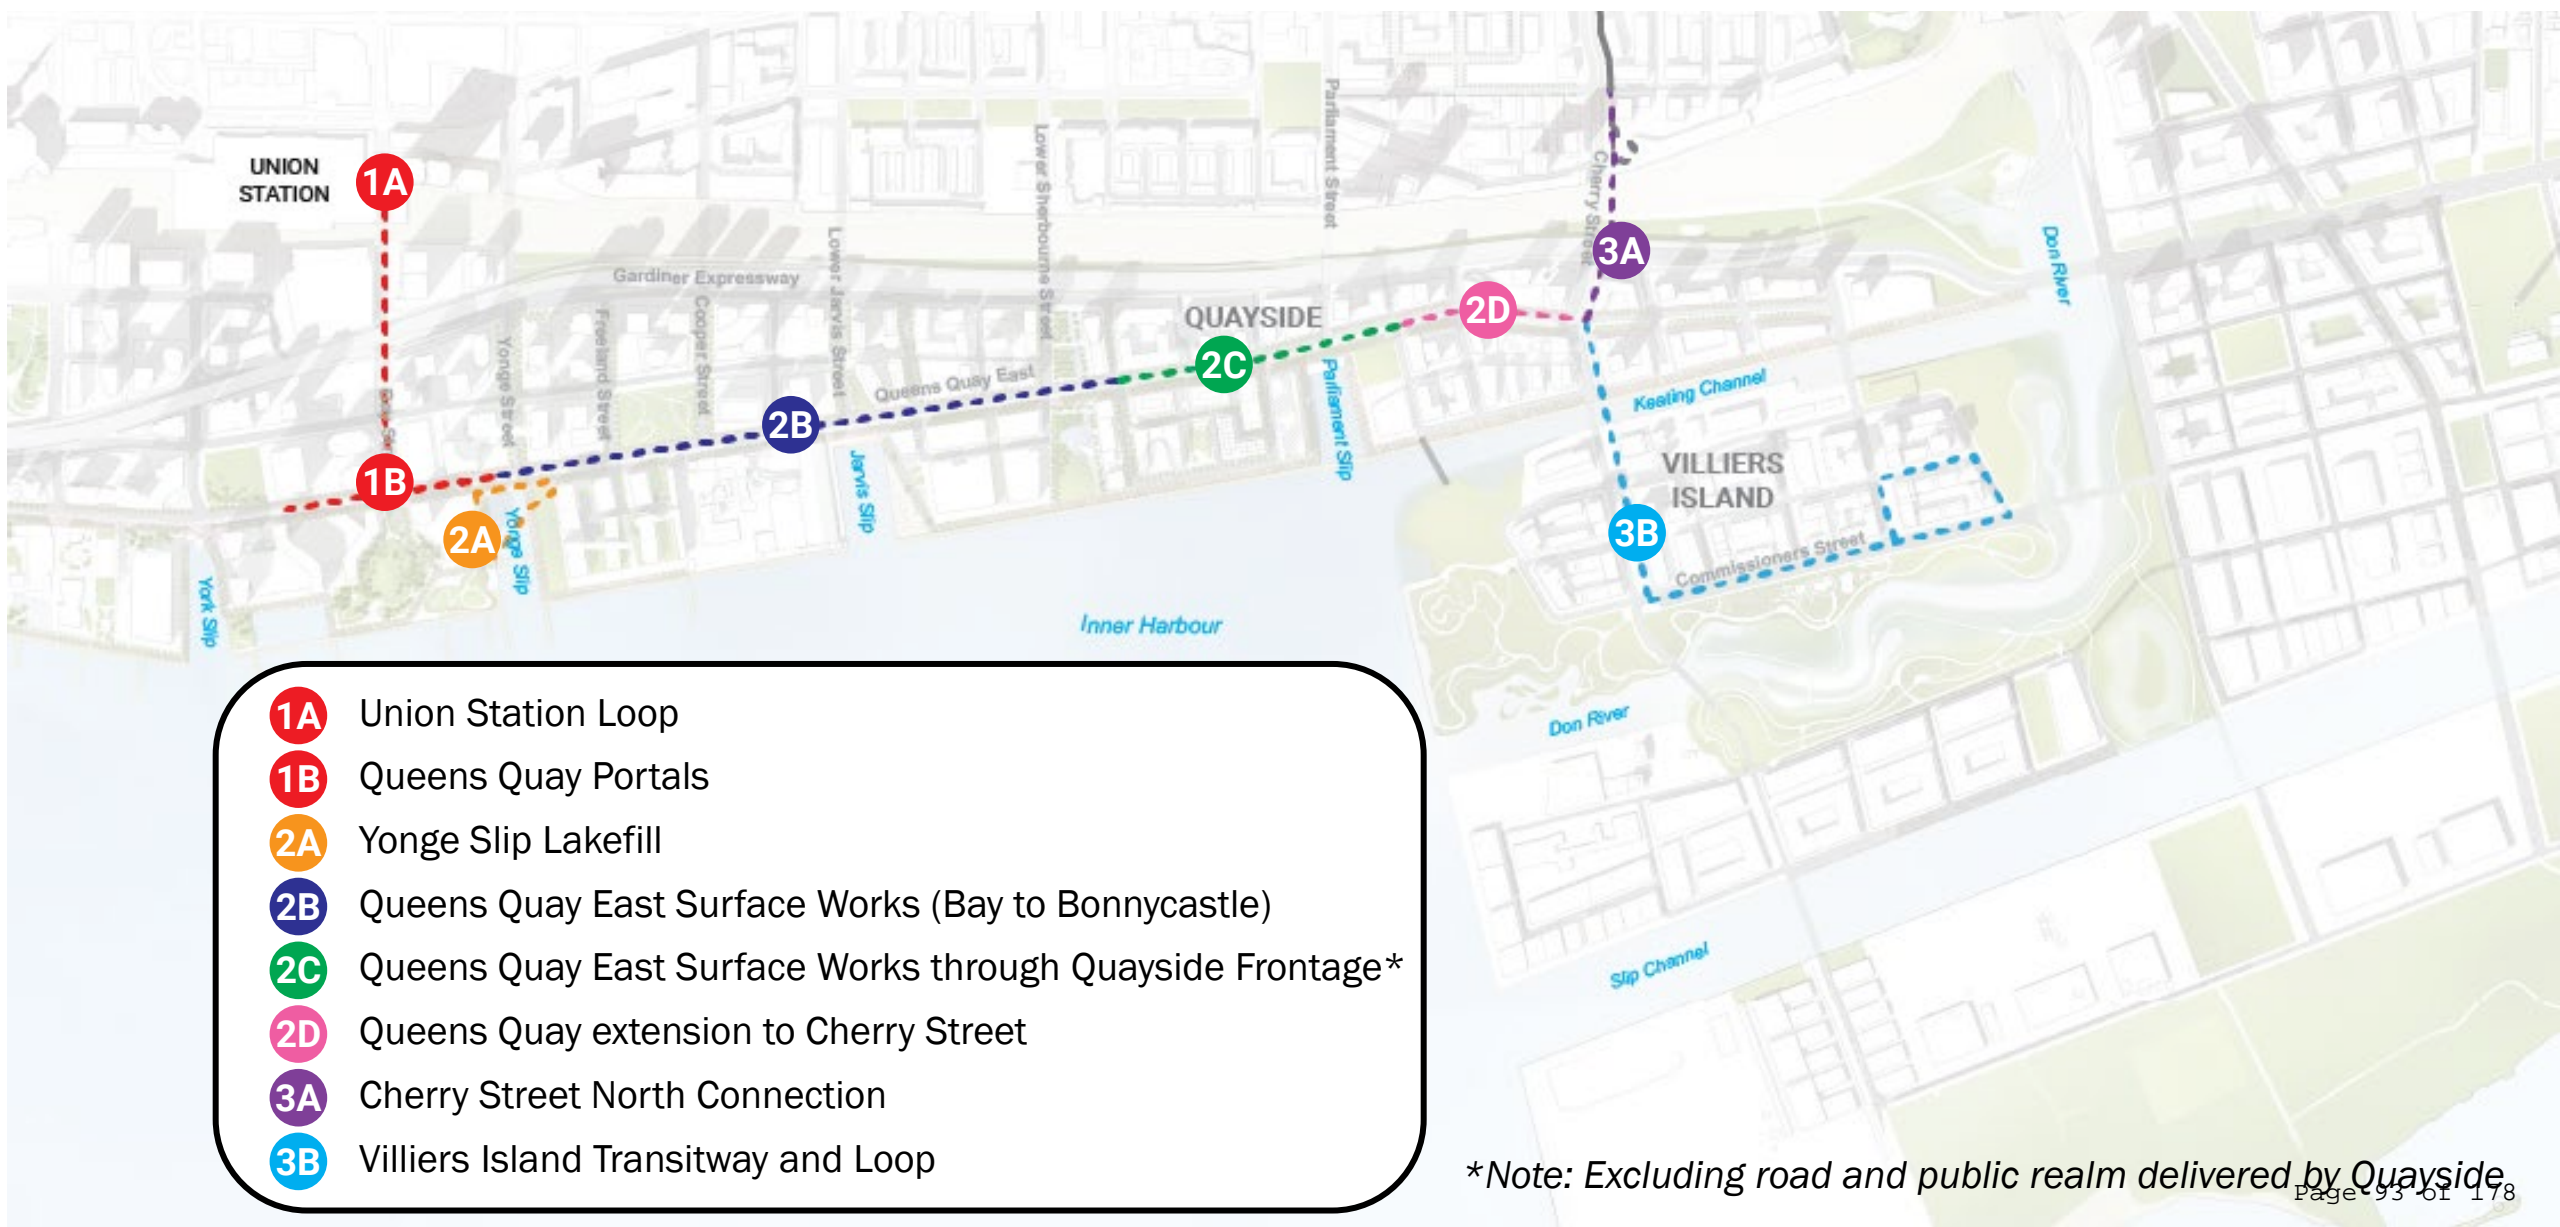 UNION
STATION
1A
Parliament Street
Lower Sherbourne Street
Cherry Street
3A
Don River
Gardiner Expressway
Lower Jarvis Street
Cooper Street
Freeland Street
Yonge Street
QUAYSIDE
2D
2C
Queens Quay East
Parliament Slip
Keating Channel
2B
1B
VILLIERS
ISLAND
Jarvis Slip
2A
Yonge Slip
3B
Commissioners Street
York Slip
Inner Harbour
Don River
Slip Channel
1A Union Station Loop
1B Queens Quay Portals
2A Yonge Slip Lakefill
2B Queens Quay East Surface Works (Bay to Bonnycastle)
2C Queens Quay East Surface Works through Quayside Frontage*
2D Queens Quay extension to Cherry Street
3A Cherry Street North Connection
3B Villiers Island Transitway and Loop
*Note: Excluding road and public realm delivered by Quayside
Page 93 of 178